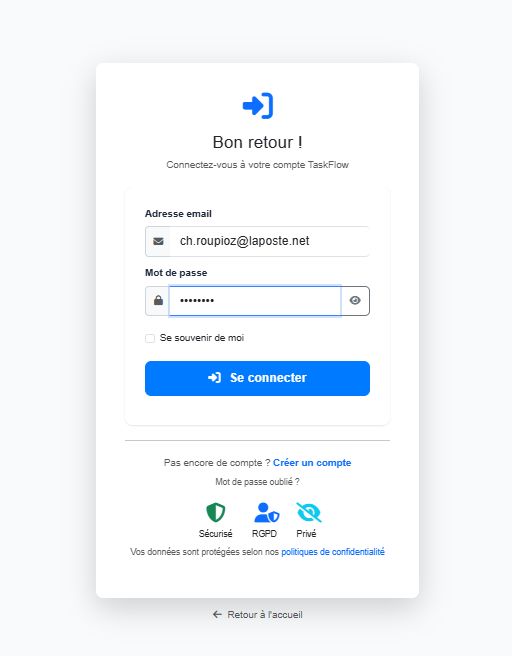 Bon retour !
Connectez-vous à votre compte TaskFlow
Adresse email
ch.roupioz@laposte.net
Mot de passe
••••••••
Se souvenir de moi
Se connecter
Pas encore de compte ? Créer un compte
Mot de passe oublié ?
Sécurisé RGPD Privé
Vos données sont protégées selon nos politiques de confidentialité
Retour à l'accueil